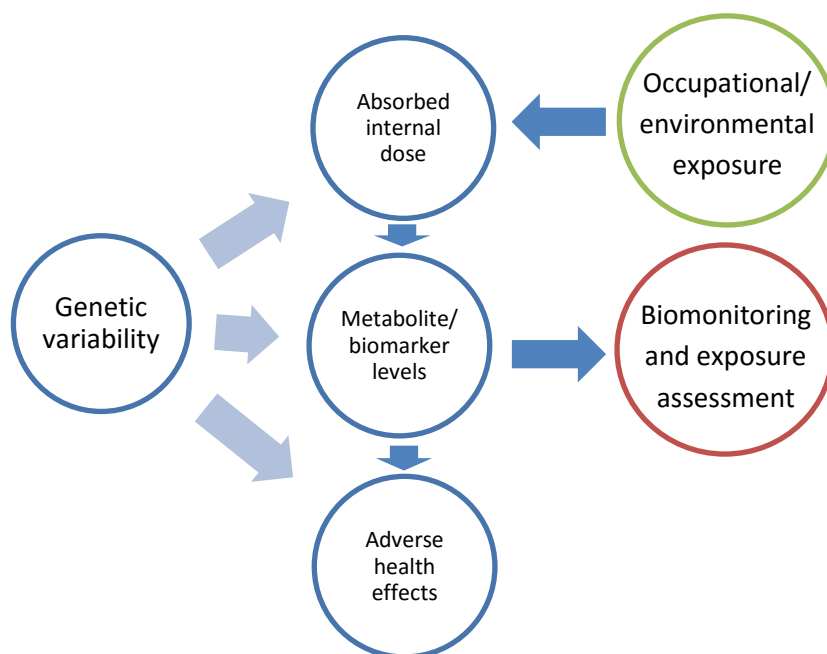 Absorbed
internal
dose
Occupational/
environmental
exposure
Genetic
variability
Metabolite/
biomarker
levels
Biomonitoring
and exposure
assessment
Adverse
health
effects